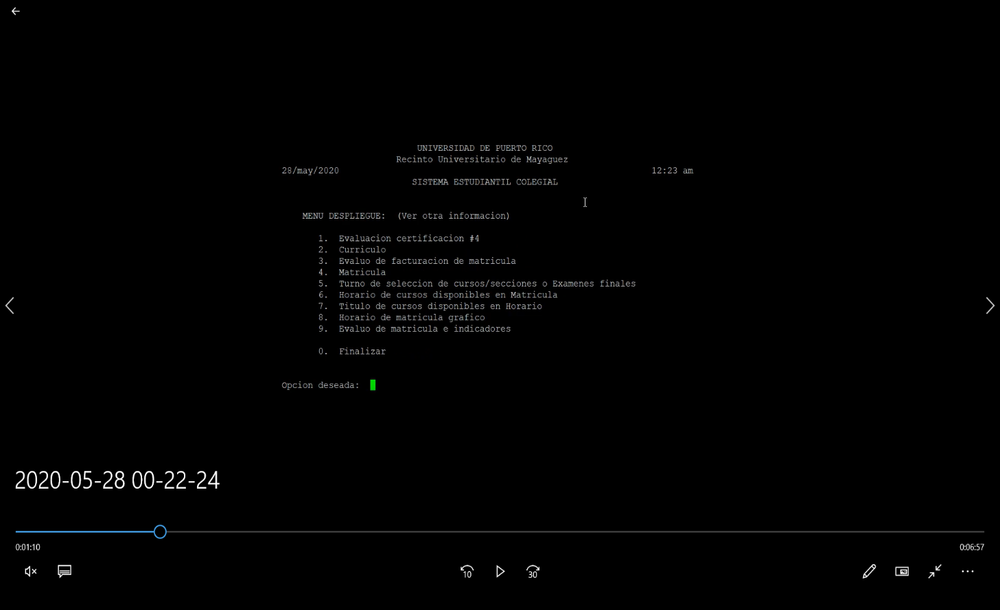 UNIVERSIDAD DE PUERTO RICO
Recinto Universitario de Mayaguez
28/may/2020 12:23 am
SISTEMA ESTUDIANTIL COLEGIAL
MENU DESPLIEGUE: (Ver otra informacion)
1. Evaluacion certificacion #4
2. Curriculo
3. Evaluo de facturacion de matricula
4. Matricula
5. Turno de seleccion de cursos/secciones o Examenes finales
6. Horario de cursos disponibles en Matricula
7. Titulo de cursos disponibles en Horario
8. Horario de matricula grafico
9. Evaluo de matricula e indicadores
0. Finalizar
Opcion deseada:
2020-05-28 00-22-24
0:01:10 0:06:57
10 30